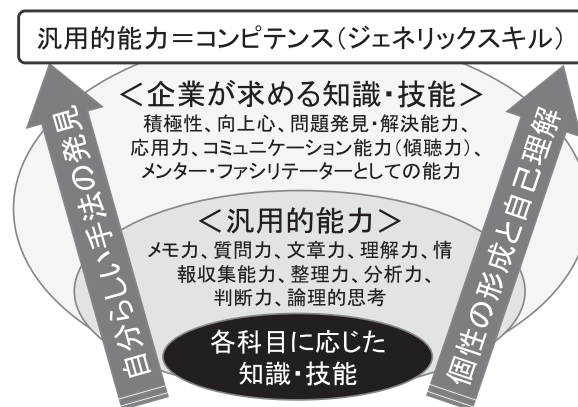 汎用的能力＝コンピテンス（ジェネリックスキル）
＜企業が求める知識・技能＞
積極性、向上心、問題発見・解決能力、
応用力、コミュニケーション能力（傾聴力）、
メンター・ファシリテーターとしての能力
＜汎用的能力＞
メモ力、質問力、文章力、理解力、情
報収集能力、整理力、分析力、
判断力、論理的思考
各科目に応じた
知識・技能
自分らしい手法の発見
個性の形成と自己理解